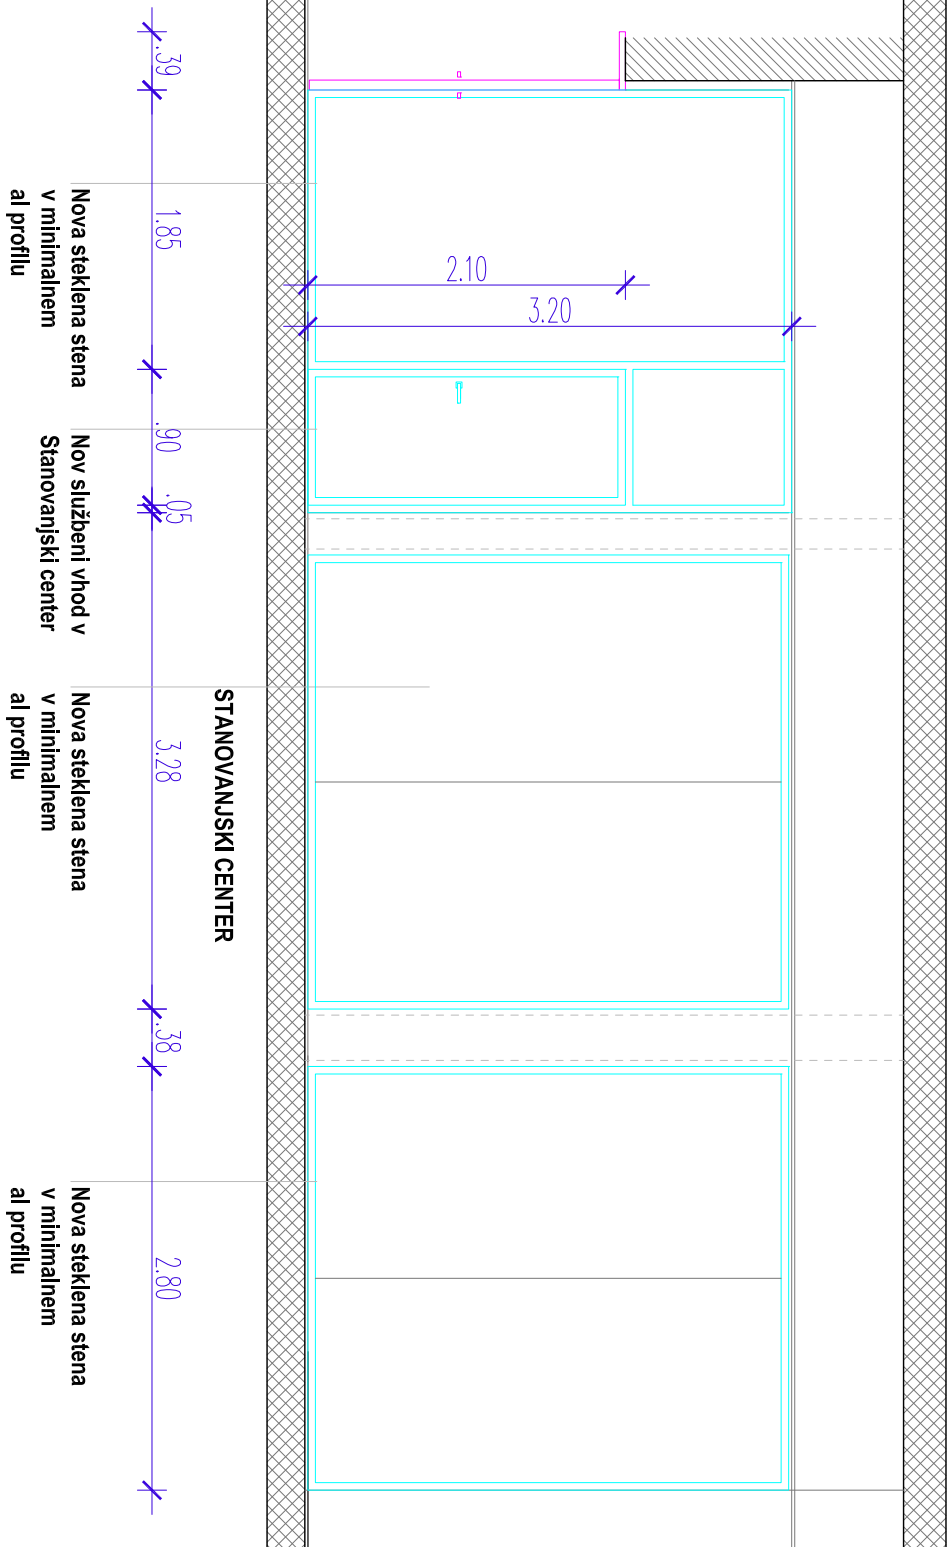 2.10
3.20
STANOVANJSKI CENTER
.39
1.85
.90
.05
3.28
.38
2.80
Nova steklena stena
v minimalnem
al profilu
Nov službeni vhod v
Stanovanjski center
Nova steklena stena
v minimalnem
al profilu
Nova steklena stena
v minimalnem
al profilu